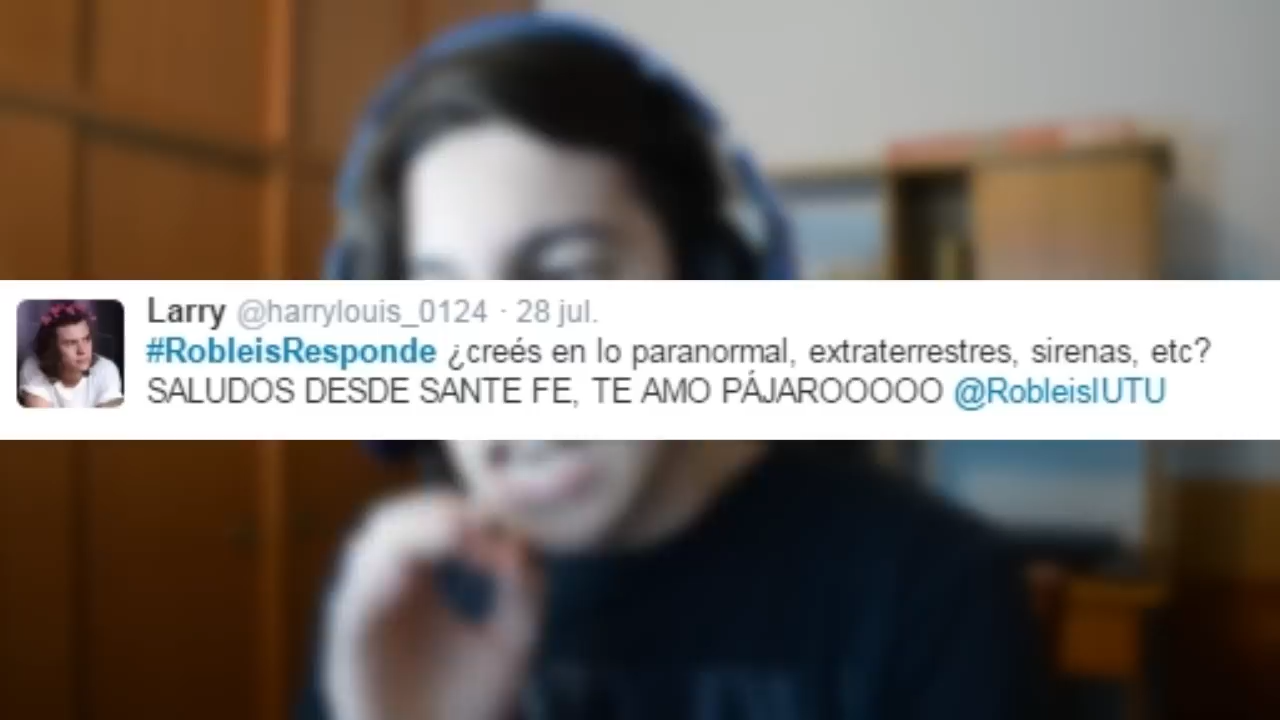 Larry @harrylouis_0124 · 28 jul.
#RobleisResponde ¿creés en lo paranormal, extraterrestres, sirenas, etc?
SALUDOS DESDE SANTE FE, TE AMO PÁJAROOOOO @RobleisIUTU